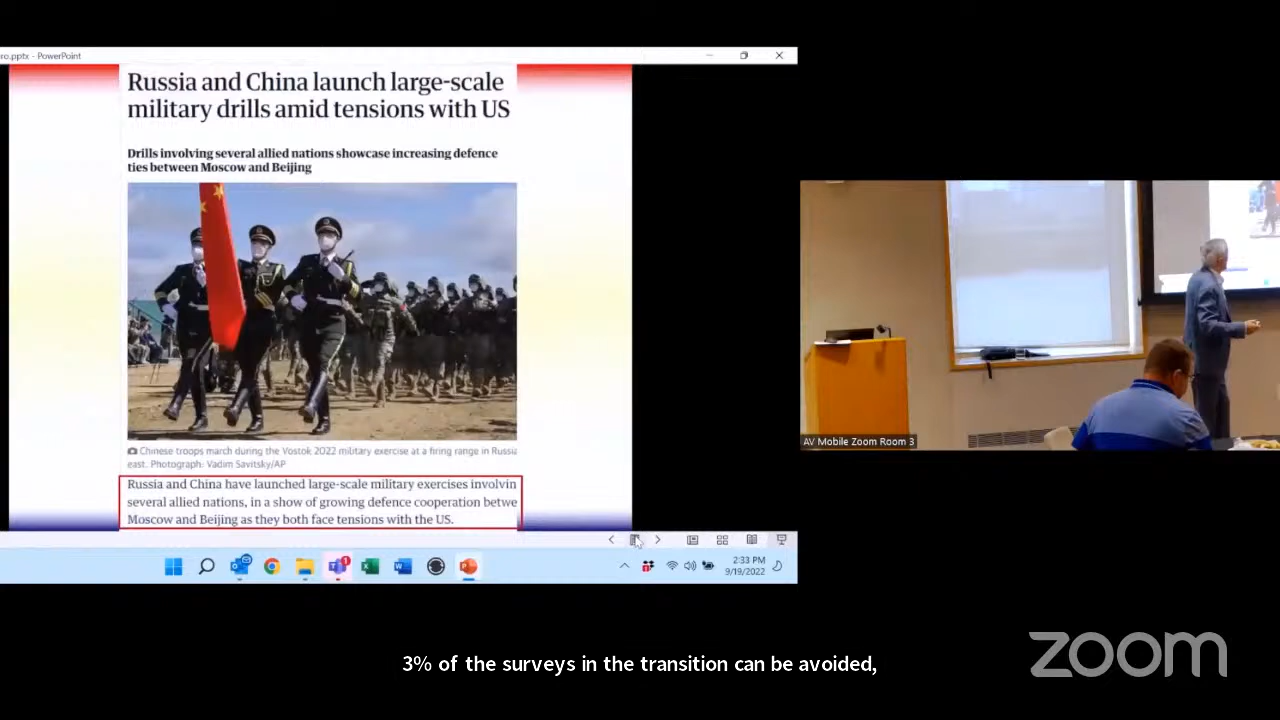 ro.pptx - PowerPoint
Russia and China launch large-scale
military drills amid tensions with US
Drills involving several allied nations showcase increasing defence
ties between Moscow and Beijing
Chinese troops march during the Vostok 2022 military exercise at a firing range in Russia
east. Photograph: Vadim Savitsky/AP
Russia and China have launched large-scale military exercises involvin
several allied nations, in a show of growing defence cooperation betwe
Moscow and Beijing as they both face tensions with the US.
1
2:33 PM
9/19/2022
AV Mobile Zoom Room 3
3% of the surveys in the transition can be avoided,
zoom